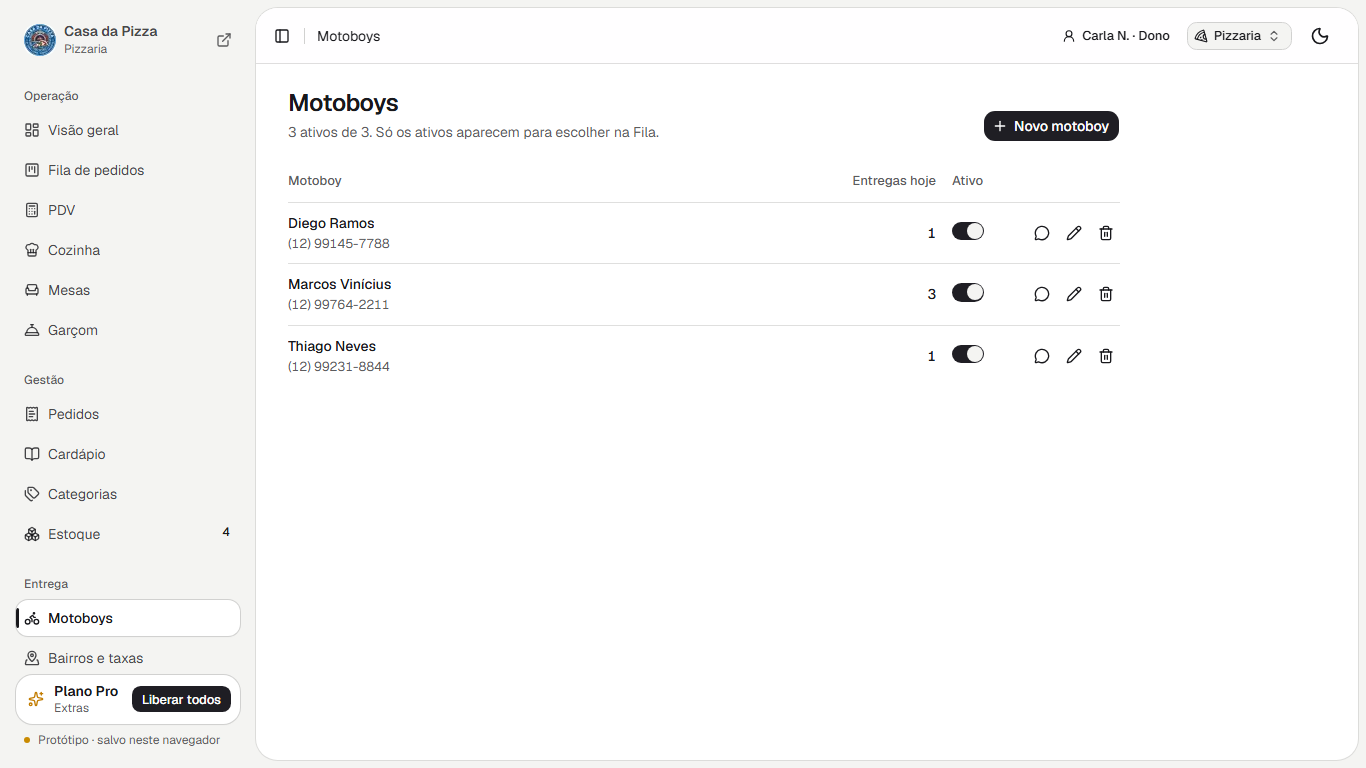 Casa da Pizza
Pizzaria
Operação
Visão geral
Fila de pedidos
PDV
Cozinha
Mesas
Garçom
Gestão
Pedidos
Cardápio
Categorias
Estoque 4
Entrega
Motoboys
Bairros e taxas
Plano Pro
Extras
Liberar todos
Protótipo · salvo neste navegador
Motoboys
Carla N. · Dono
Pizzaria
Motoboys
3 ativos de 3. Só os ativos aparecem para escolher na Fila.
Novo motoboy
Motoboy Entregas hoje Ativo
Diego Ramos
(12) 99145-7788
1
Marcos Vinícius
(12) 99764-2211
3
Thiago Neves
(12) 99231-8844
1